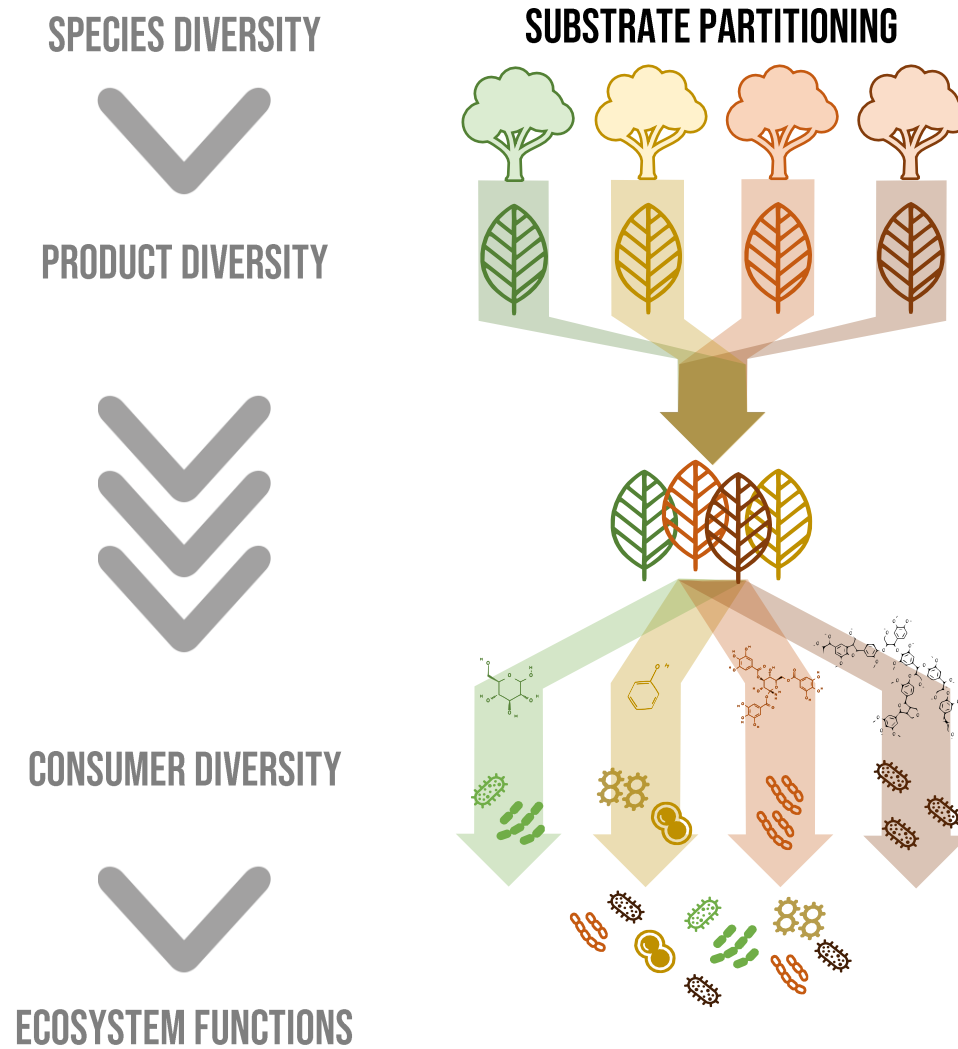 SPECIES DIVERSITY
SUBSTRATE PARTITIONING
PRODUCT DIVERSITY
CONSUMER DIVERSITY
ECOSYSTEM FUNCTIONS